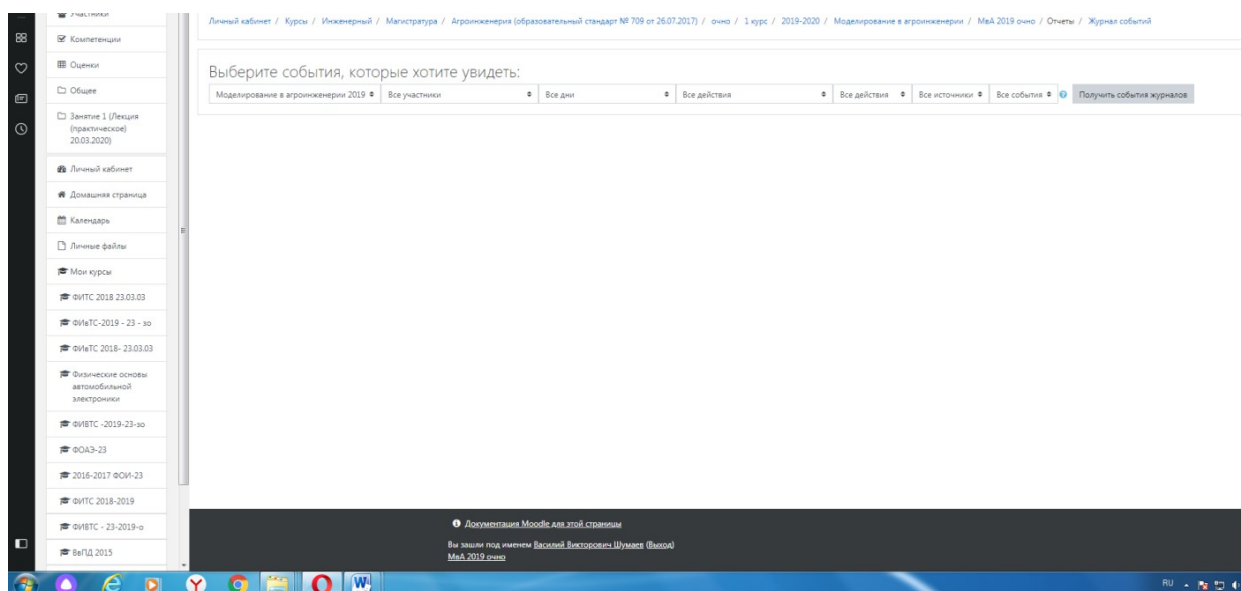 Участники
Личный кабинет / Курсы / Инженерный / Магистратура / Агроинженерия (образовательный стандарт № 709 от 26.07.2017) / очно / 1 курс / 2019-2020 / Моделирование в агроинженерии / МвА 2019 очно / Отчеты / Журнал событий
Компетенции
Оценки
Выберите события, которые хотите увидеть:
Общее
Моделирование в агроинженерии 2019 Все участники Все дни Все действия Все действия Все источники Все события Получить события журналов
Занятие 1 (Лекция
(практическое)
20.03.2020)
Личный кабинет
Домашняя страница
Календарь
Личные файлы
Мои курсы
ФИТС 2018 23.03.03
ФИвТС-2019 - 23 - зо
ФИвТС 2018- 23.03.03
Физические основы
автомобильной
электроники
ФИВТС -2019-23-зо
ФОАЭ-23
2016-2017 ФОИ-23
ФИТС 2018-2019
ФИВТС - 23-2019-о
ВвПД 2015
Документация Moodle для этой страницы
Вы зашли под именем Василий Викторович Шумаев (Выход)
МвА 2019 очно
RU